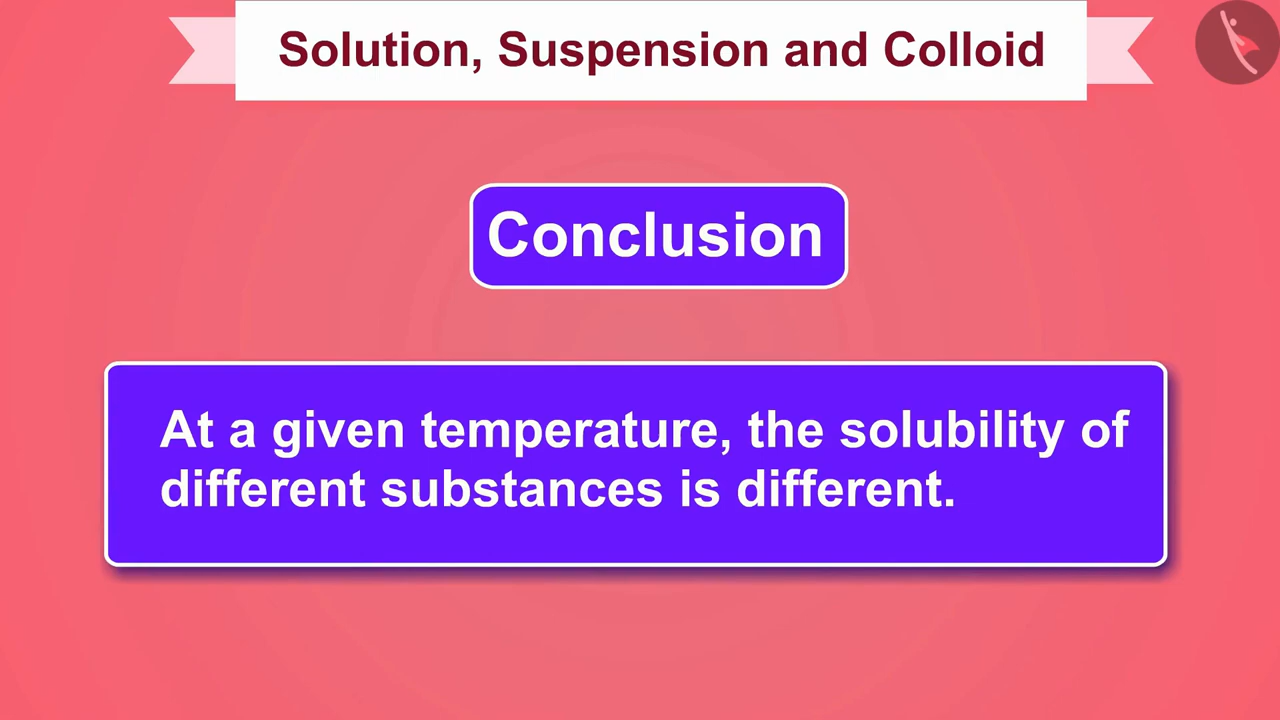 Solution, Suspension and Colloid
Conclusion
At a given temperature, the solubility of
different substances is different.